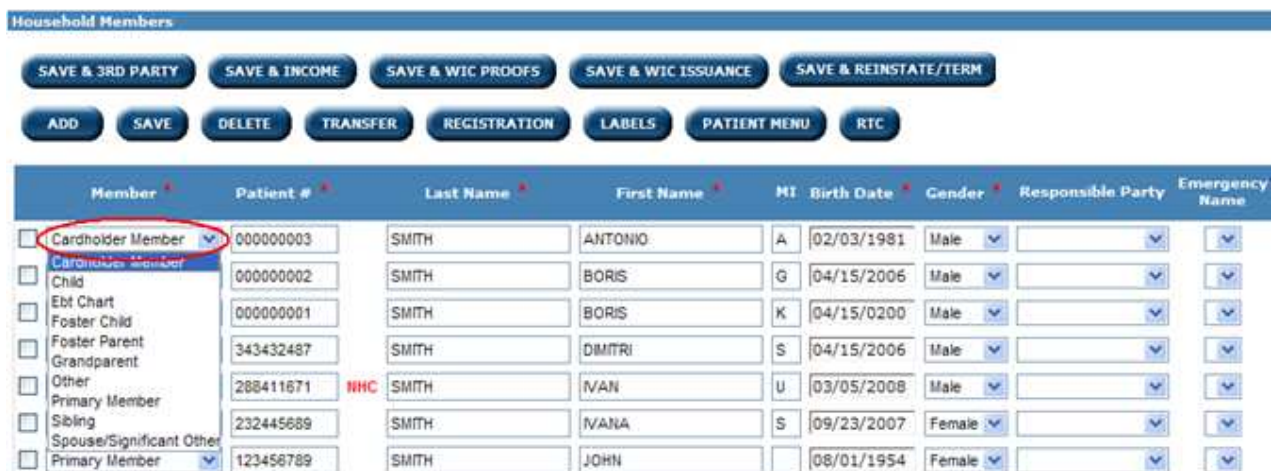 Household Members
SAVE & 3RD PARTY SAVE & INCOME SAVE & WIC PROOFS SAVE & WIC ISSUANCE SAVE & REINSTATE/TERM
ADD SAVE DELETE TRANSFER REGISTRATION LABELS PATIENT MENU RTC
Member * Patient # * Last Name * First Name * MI Birth Date * Gender * Responsible Party Emergency Name
Cardholder Member 000000003 SMITH ANTONIO A 02/03/1981 Male
Cardholder Member
Child 000000002 SMITH BORIS G 04/15/2006 Male
Ebt Chart
Foster Child 000000001 SMITH BORIS K 04/15/0200 Male
Foster Parent 343432487 SMITH DIMITRI S 04/15/2006 Male
Grandparent
Other 288411671 NHC SMITH IVAN U 03/05/2008 Male
Primary Member
Sibling 232445689 SMITH IVANA S 09/23/2007 Female
Spouse/Significant Other
Primary Member 123456789 SMITH JOHN 08/01/1954 Female